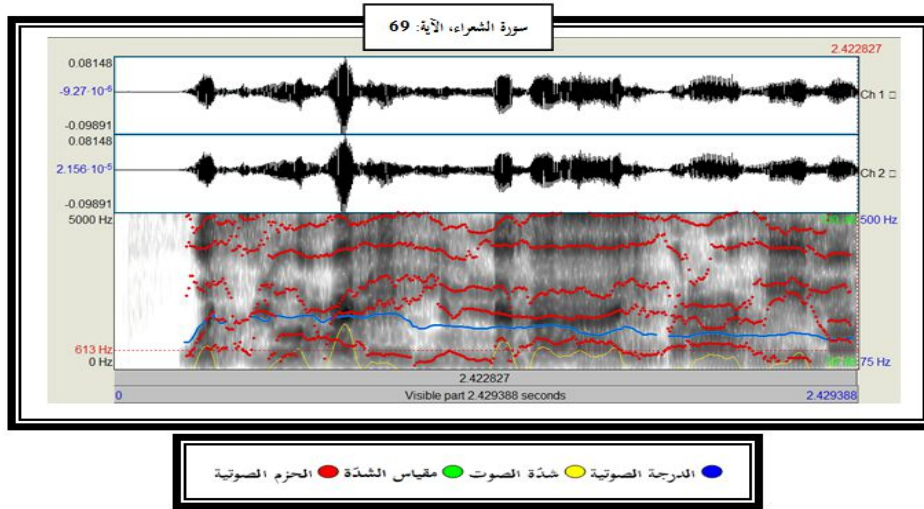 سورة الشعراء، الآية: 69
2.422827
0.08148
-9.27·10⁻⁶
-0.09891
Ch 1
0.08148
2.156·10⁻⁵
-0.09891
Ch 2
5000 Hz
500 Hz
613 Hz
0 Hz
75 Hz
2.422827
0 Visible part 2.429388 seconds 2.429388
الدرجة الصوتية شدّة الصوت مقياس الشدّة الحزم الصوتية